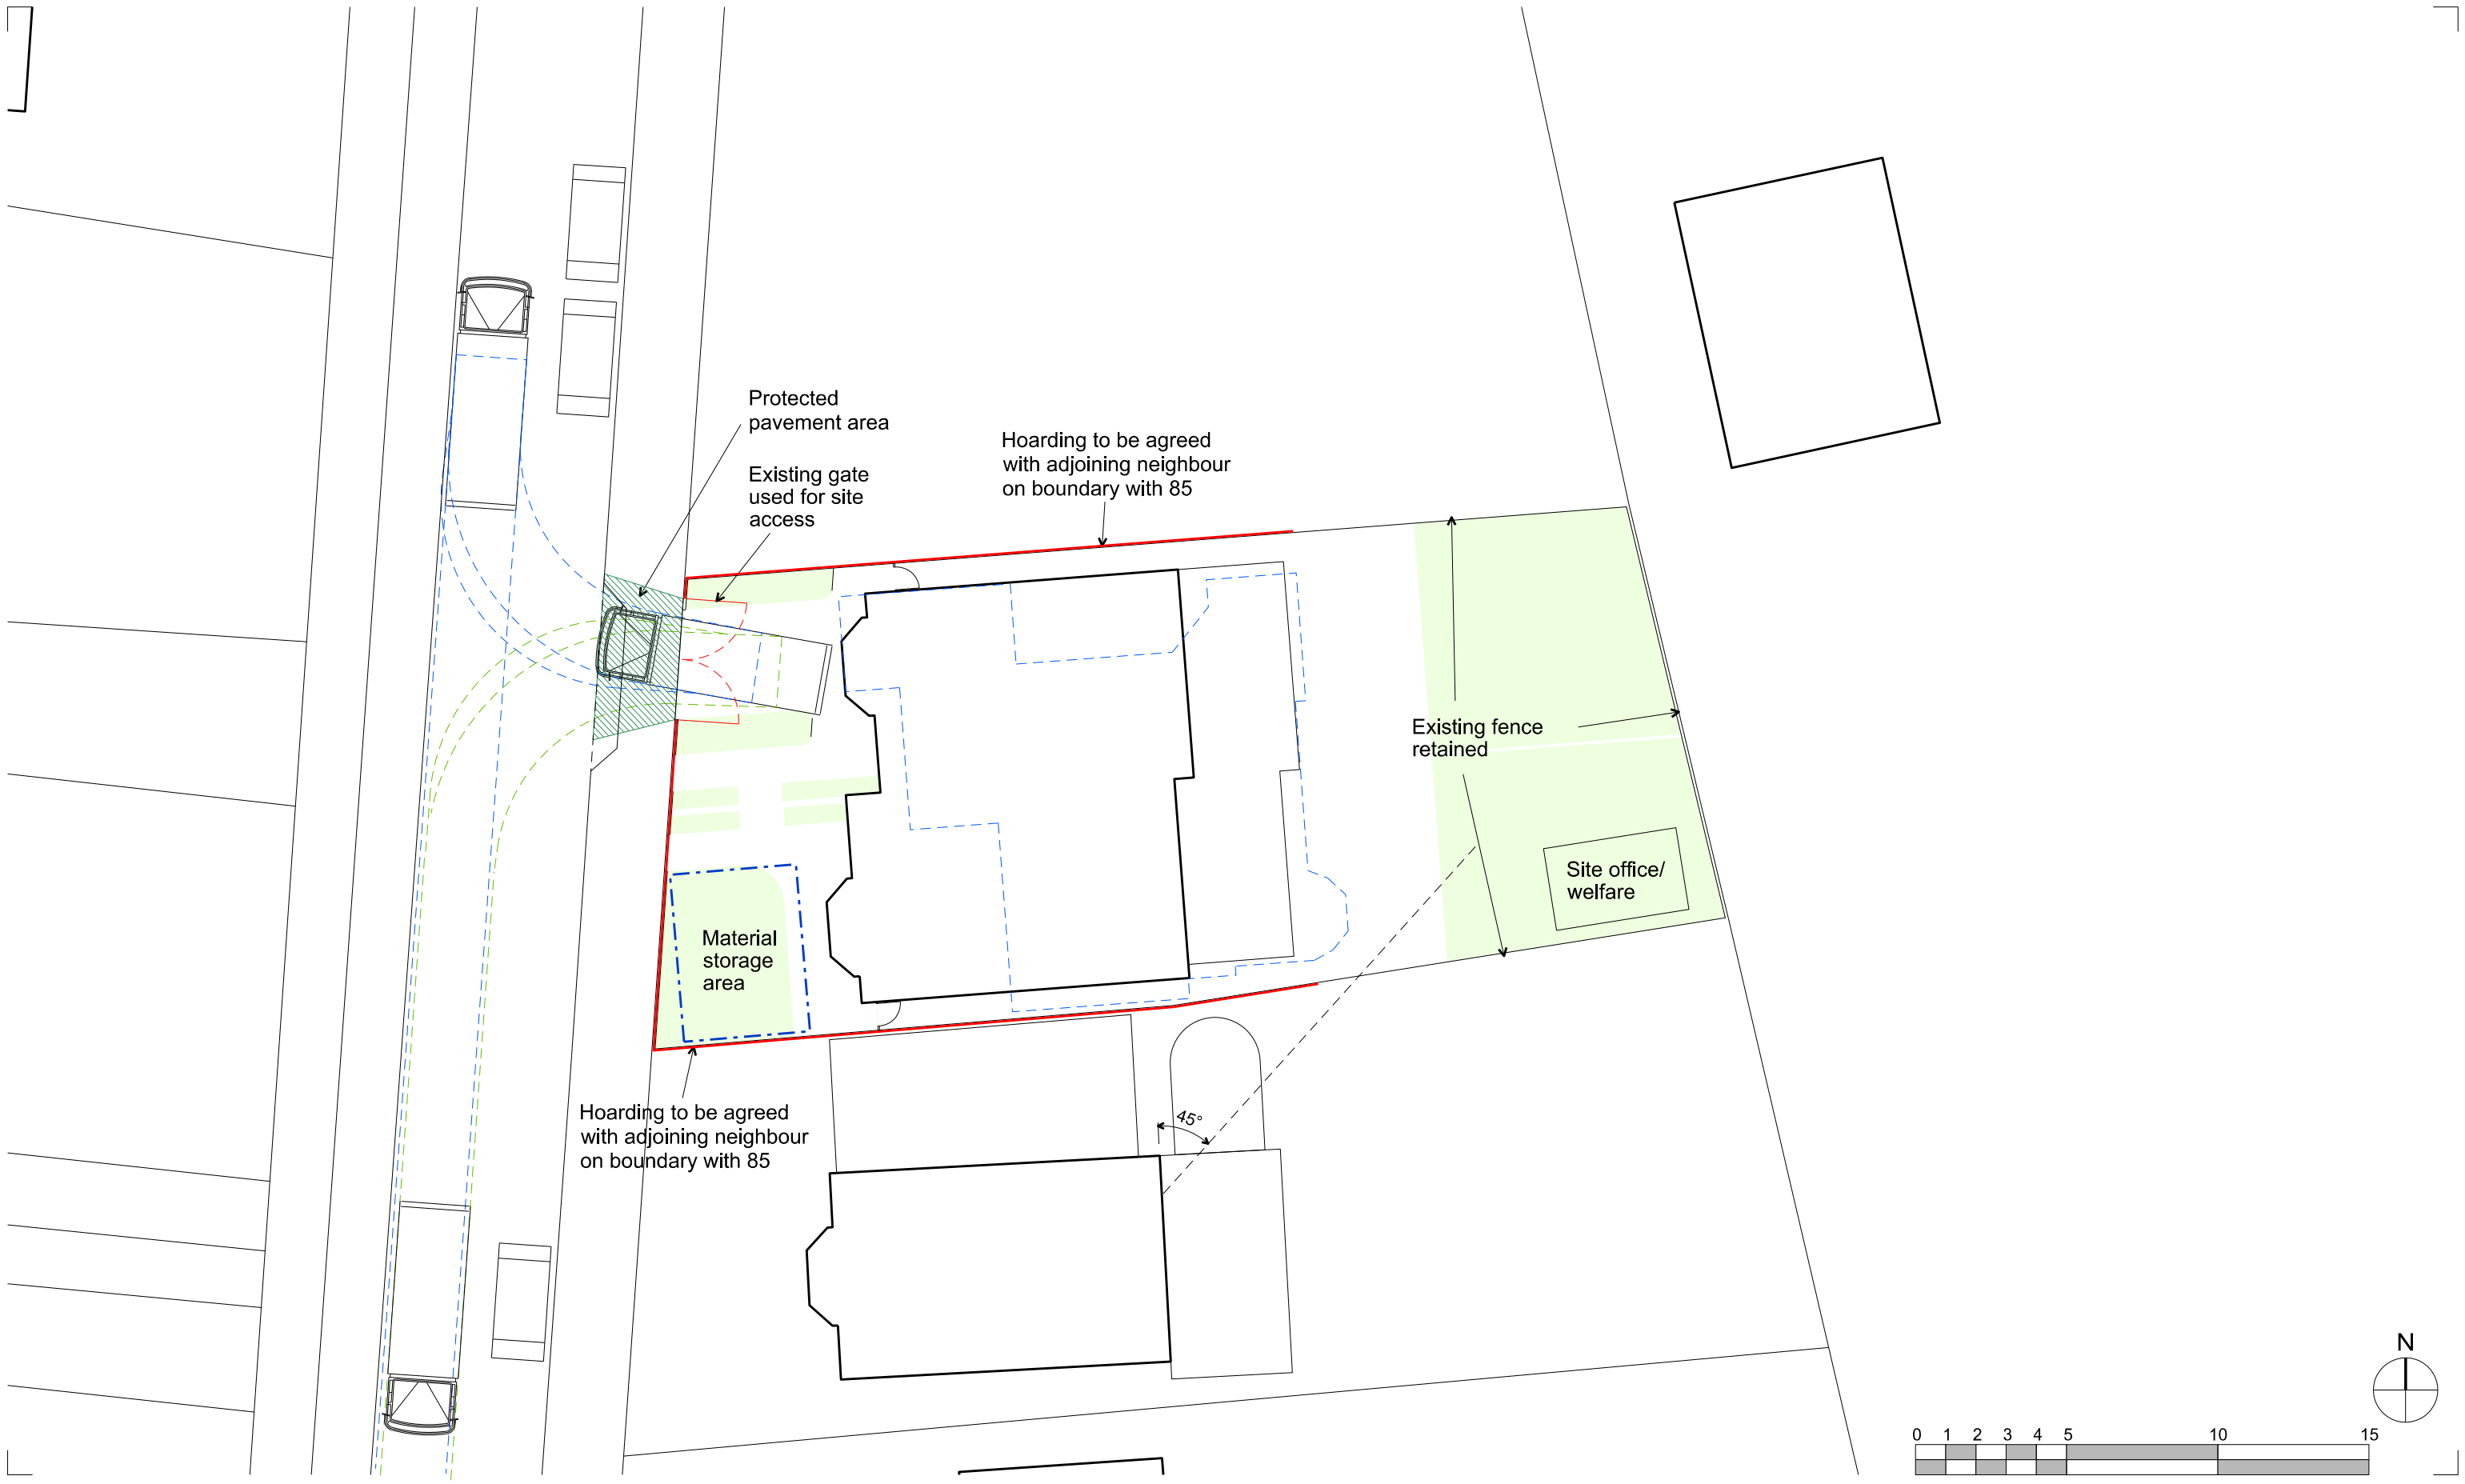 Protected
pavement area
Existing gate
used for site
access
Hoarding to be agreed
with adjoining neighbour
on boundary with 85
Existing fence
retained
Site office/
welfare
Material
storage
area
Hoarding to be agreed
with adjoining neighbour
on boundary with 85
45°
N
0 1 2 3 4 5 10 15